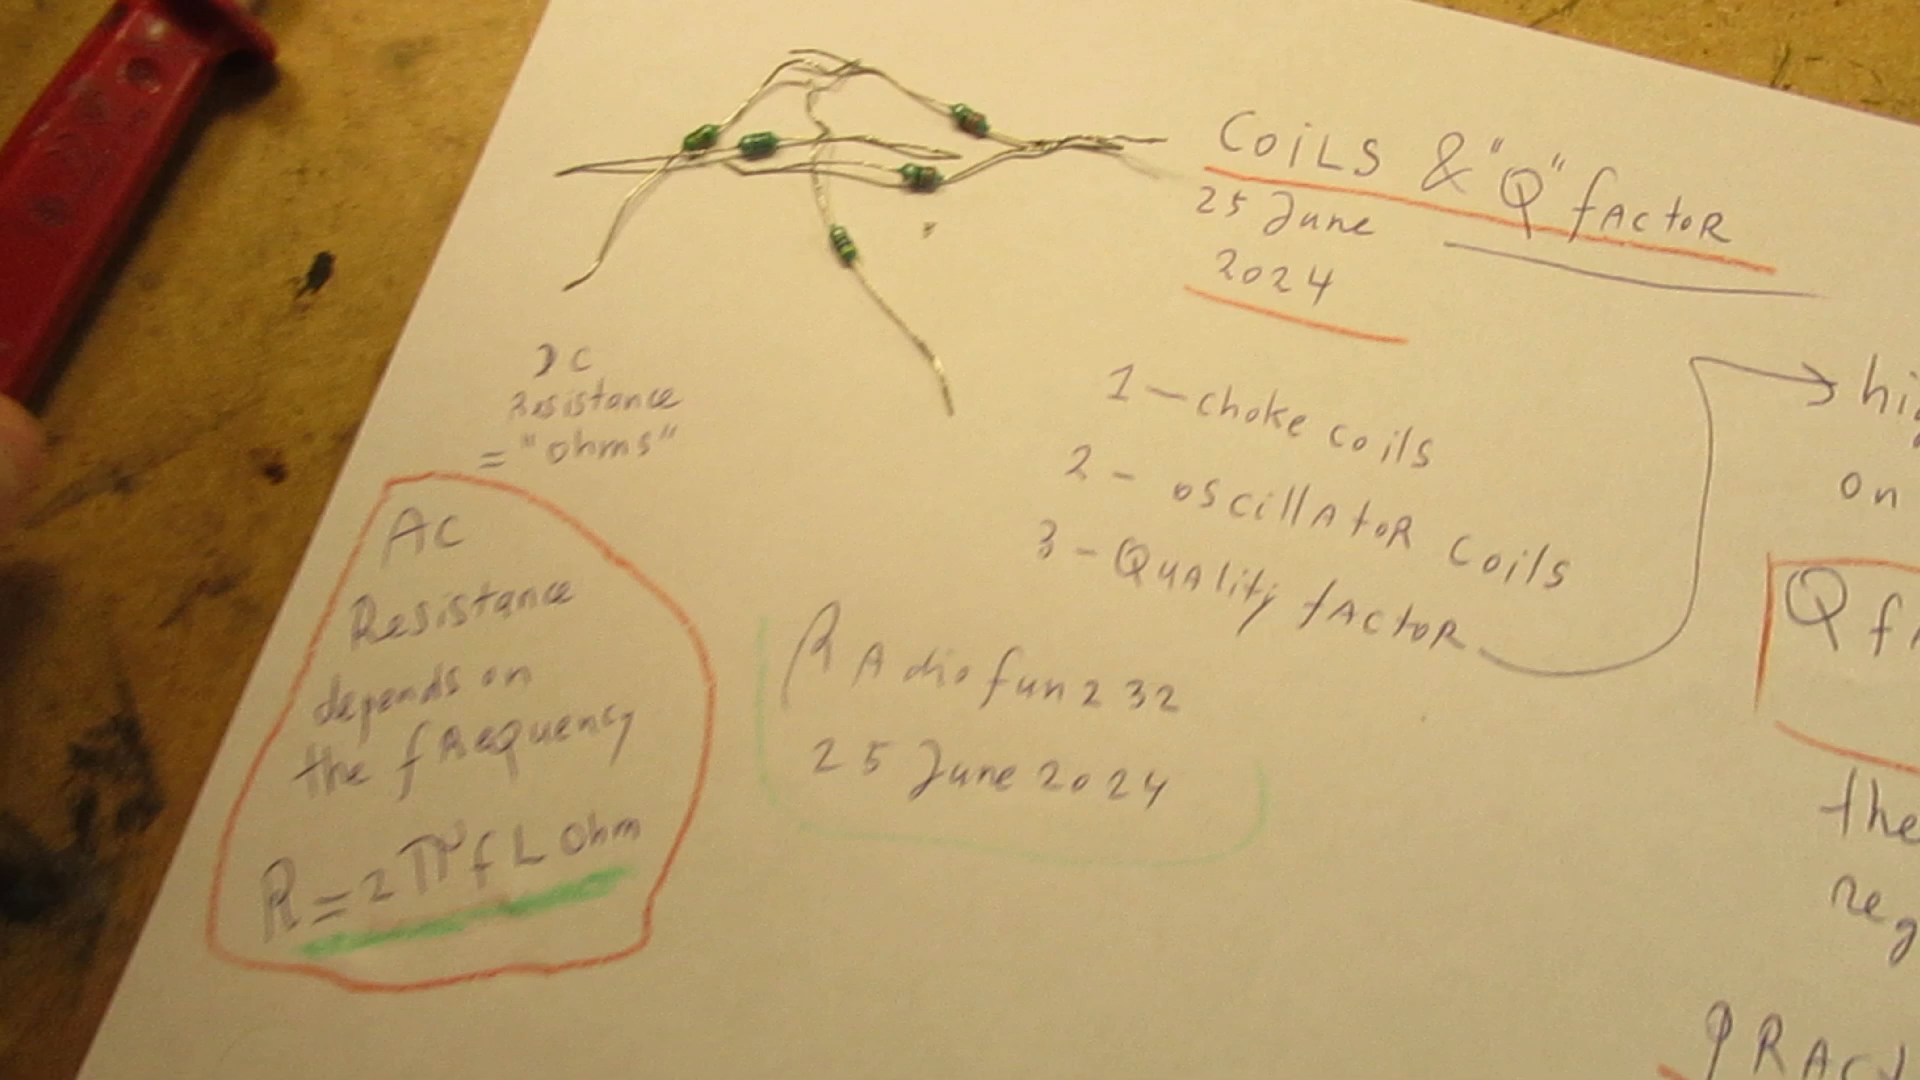 COILS & "Q" fACtoR
25 June
2024
DC
Resistance
= "ohms"
1 - choke coils
2 - oscillAtoR coils
3 - QuAlity fActoR
AC
Resistance
depends on
the fRequency
R = 2 π f L Ohm
RAdiofun232
25 June 2024
on
Q
the